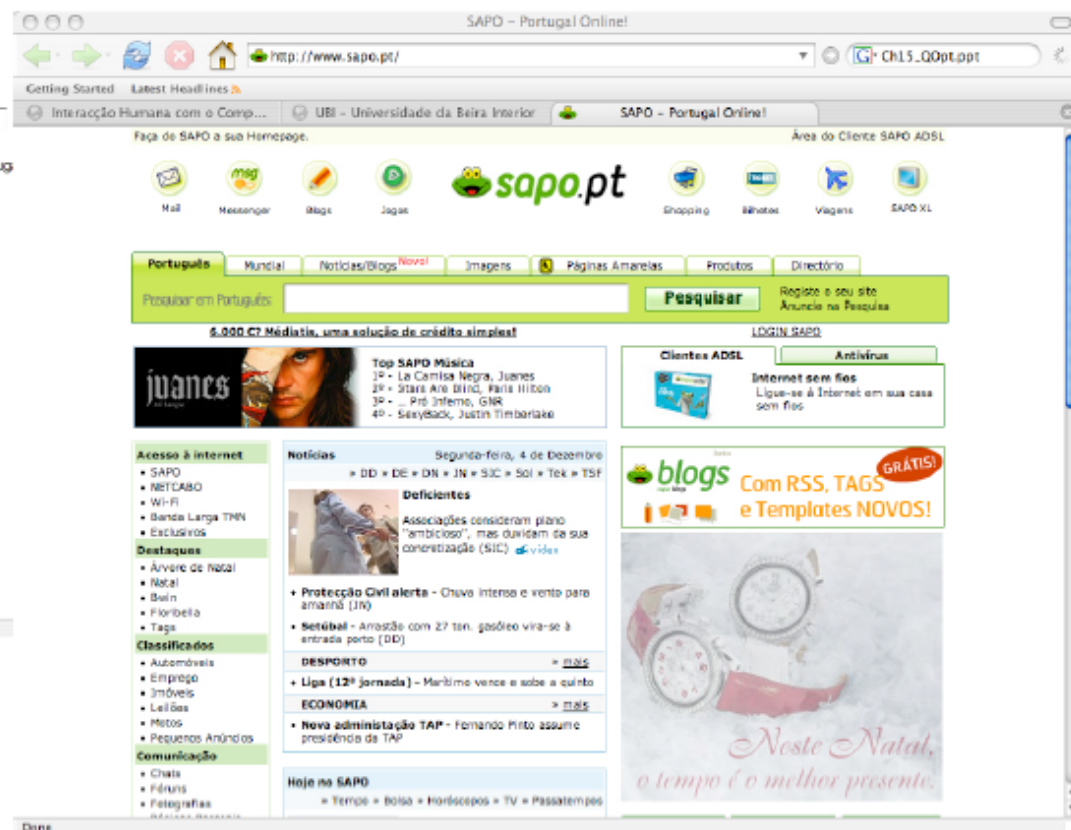 SAPO – Portugal Online!
http://www.sapo.pt/
Ch15_QOpt.ppt
Getting Started Latest Headlines
Interacção Humana com o Comp...
UBI – Universidade da Beira Interior
SAPO – Portugal Online!
Faça do SAPO a sua Homepage.
Área do Cliente SAPO ADSL
msg
sapo.pt
Mail
Messenger
Blogs
Jogos
Shopping
Bilhetes
Viagens
SAPO XL
Português
Mundial
Notícias/Blogs Novo!
Imagens
Páginas Amarelas
Produtos
Directório
Pesquisar em Português
Pesquisar
Registe o seu site
Anuncie na Pesquisa
6.000 €? Médiatis, uma solução de crédito simples!
LOGIN SAPO
juanes
Top SAPO Música
1º - La Camisa Negra, Juanes
2º - Stars Are Blind, Paris Hilton
3º - .. Pró Inferno, GNR
4º - SexyBack, Justin Timberlake
Clientes ADSL
Antivírus
Internet sem fios
Ligue-se à Internet em sua casa
sem fios
Acesso à internet
• SAPO
• NETCABO
• Wi-Fi
• Banda Larga TMN
• Exclusivos
Destaques
• Árvore de Natal
• Natal
• Bwin
• Floribella
• Tags
Classificados
• Automóveis
• Emprego
• Imóveis
• Leilões
• Motos
• Pequenos Anúncios
Comunicação
• Chats
• Fóruns
• Fotografias
Notícias
Segunda-feira, 4 de Dezembro
» DD » DE » DN » JN » SIC » Sol » Tek » TSF
Deficientes
Associações consideram plano
"ambicioso", mas duvidam da sua
concretização (SIC) video
• Protecção Civil alerta - Chuva intensa e vento para
amanhã (JN)
• Setúbal - Arrastão com 27 ton. gasóleo vira-se à
entrada porto (DD)
DESPORTO » mais
• Liga (12ª jornada) - Marítimo vence e sobe a quinto
ECONOMIA » mais
• Nova administação TAP - Fernando Pinto assume
presidência da TAP
Hoje no SAPO
» Tempo » Bolsa » Horóscopos » TV » Passatempos
blogs
GRÁTIS!
Com RSS, TAGS
e Templates NOVOS!
Neste Natal,
o tempo é o melhor presente.
Done